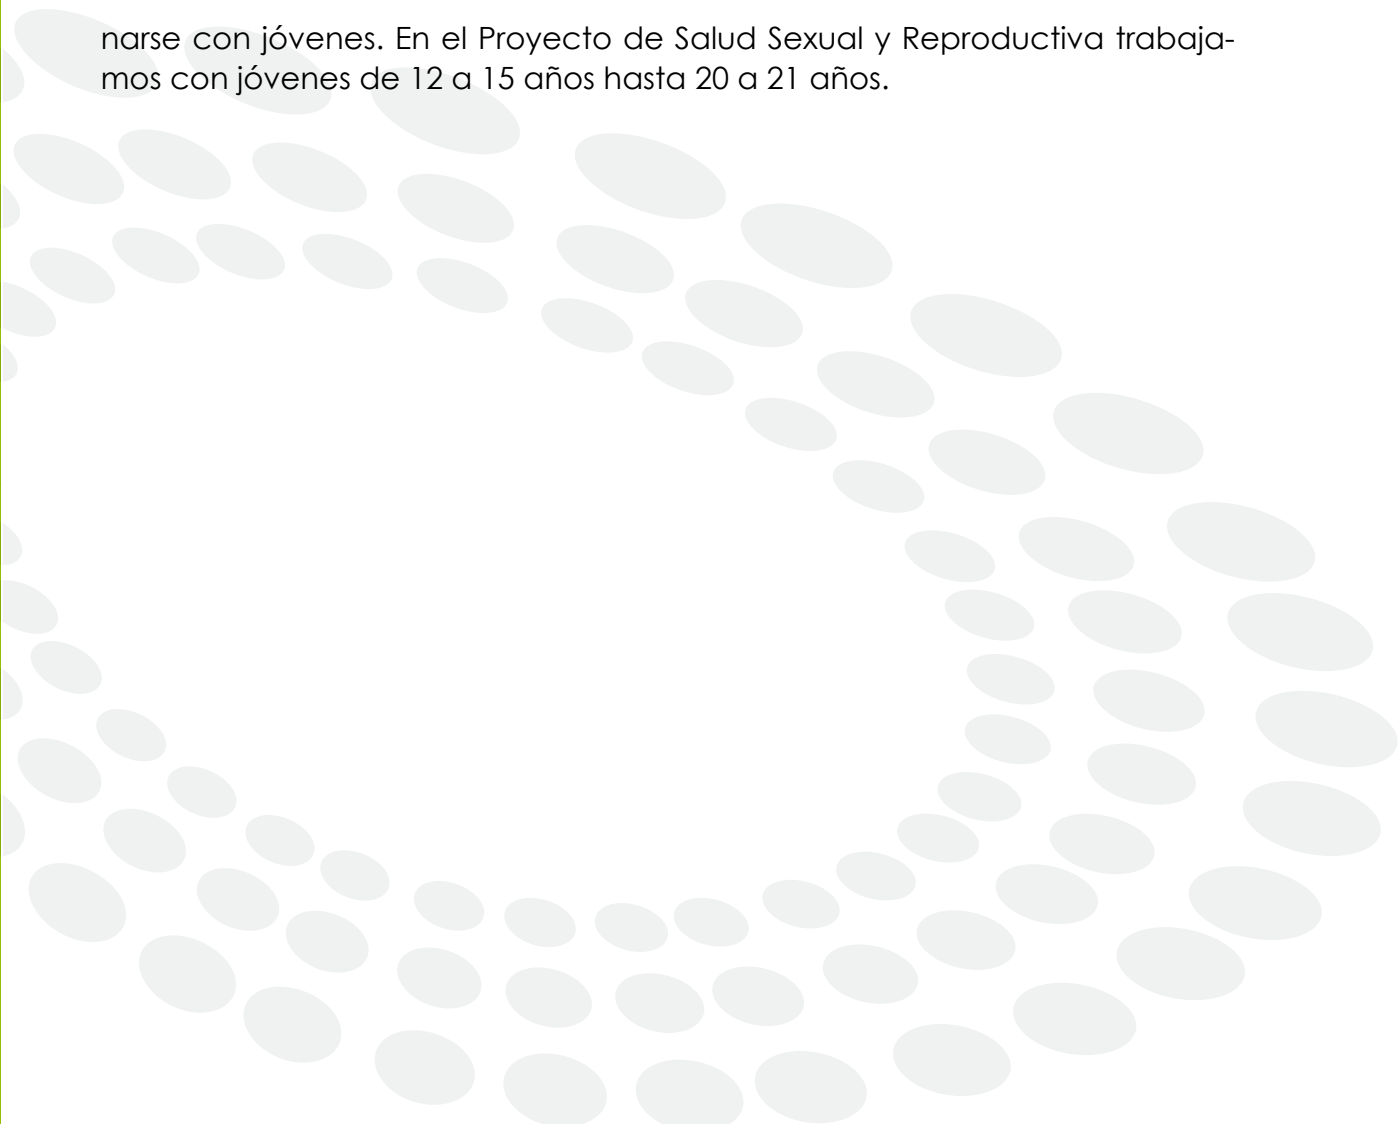 narse con jóvenes. En el Proyecto de Salud Sexual y Reproductiva trabaja-
mos con jóvenes de 12 a 15 años hasta 20 a 21 años.